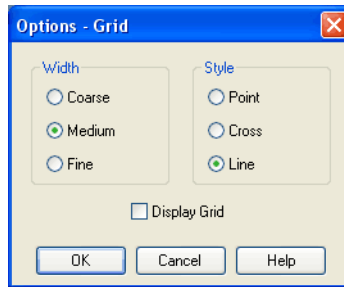 Options - Grid
Width
Coarse
Medium
Fine
Style
Point
Cross
Line
Display Grid
OK
Cancel
Help